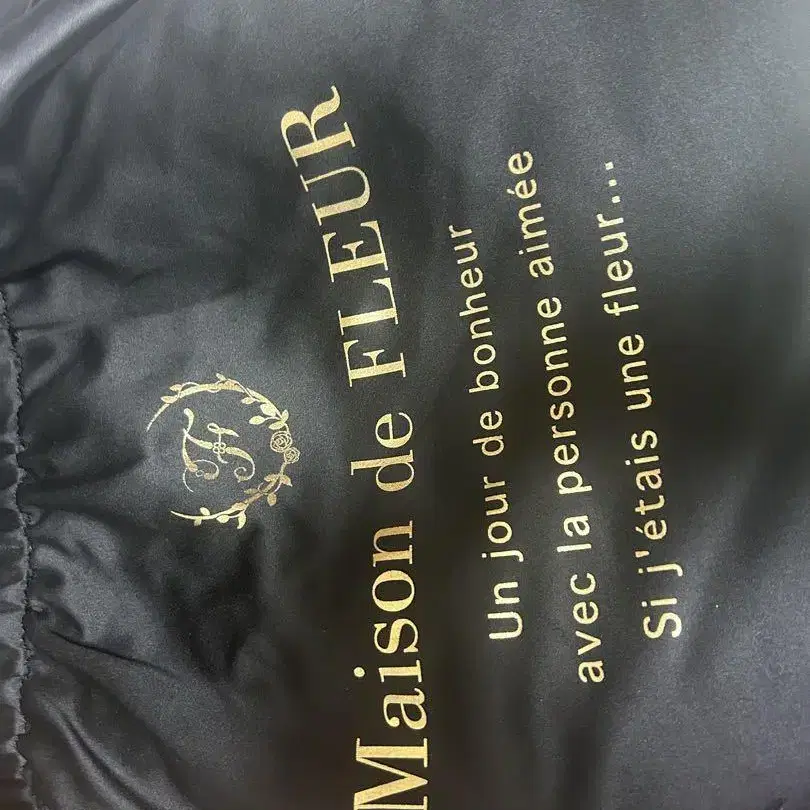 Maison de FLEUR
Un jour de bonheur
avec la personne aimée
Si j'étais une fleur...